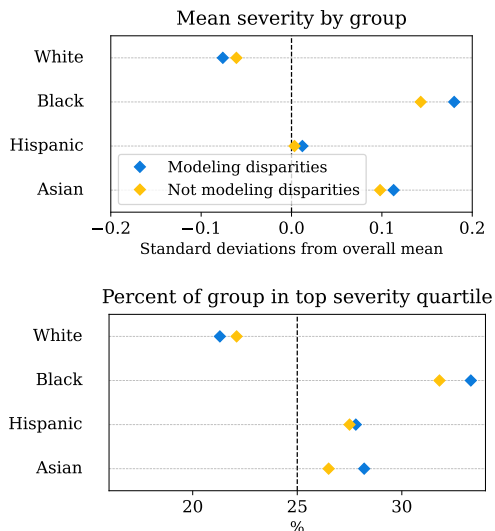 Mean severity by group
White
Black
Hispanic
Asian
Modeling disparities
Not modeling disparities
−0.2 −0.1 0.0 0.1 0.2
Standard deviations from overall mean
Percent of group in top severity quartile
White
Black
Hispanic
Asian
20 25 30
%